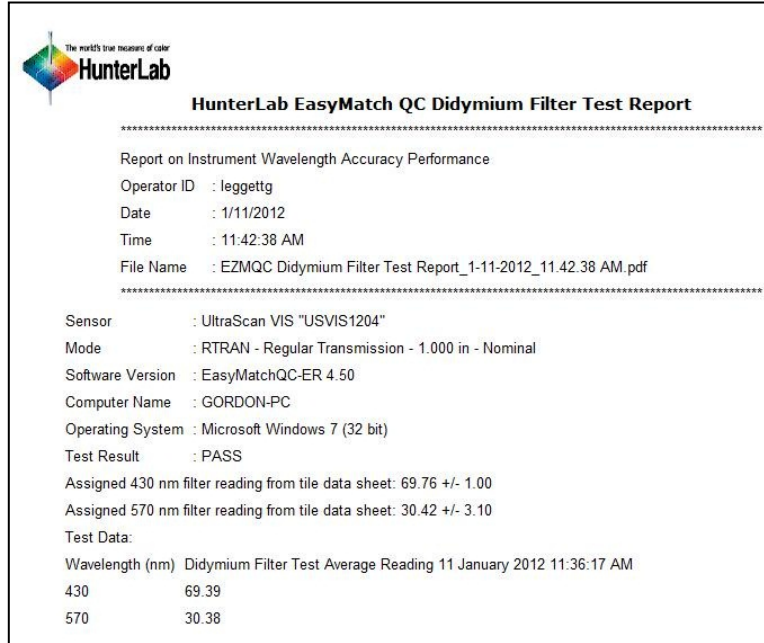 The world's true measure of color
HunterLab
HunterLab EasyMatch QC Didymium Filter Test Report
****************************************************************************************************************
Report on Instrument Wavelength Accuracy Performance
Operator ID : leggettg
Date : 1/11/2012
Time : 11:42:38 AM
File Name : EZMQC Didymium Filter Test Report_1-11-2012_11.42.38 AM.pdf
****************************************************************************************************************
Sensor : UltraScan VIS "USVIS1204"
Mode : RTRAN - Regular Transmission - 1.000 in - Nominal
Software Version : EasyMatchQC-ER 4.50
Computer Name : GORDON-PC
Operating System : Microsoft Windows 7 (32 bit)
Test Result : PASS
Assigned 430 nm filter reading from tile data sheet: 69.76 +/- 1.00
Assigned 570 nm filter reading from tile data sheet: 30.42 +/- 3.10
Test Data:
Wavelength (nm) Didymium Filter Test Average Reading 11 January 2012 11:36:17 AM
430 69.39
570 30.38